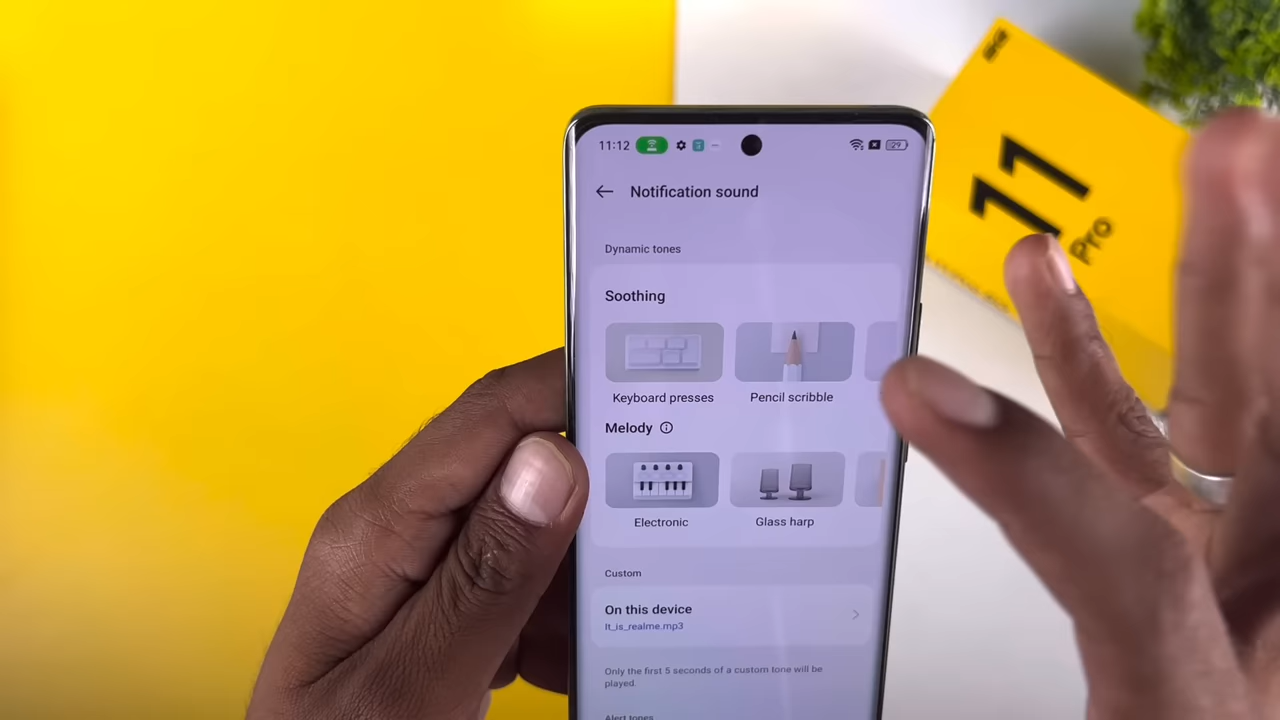 11:12
29
Notification sound
Dynamic tones
Soothing
Keyboard presses
Pencil scribble
Melody
Electronic
Glass harp
Custom
On this device
It_is_realme.mp3
Only the first 5 seconds of a custom tone will be
played.
Alert tones
11
Pro